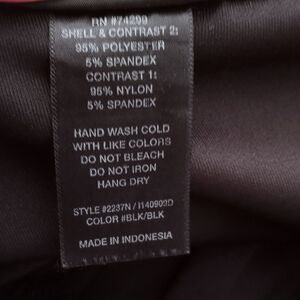 RN #74299
SHELL & CONTRAST 2:
95% POLYESTER
5% SPANDEX
CONTRAST 1:
95% NYLON
5% SPANDEX
HAND WASH COLD
WITH LIKE COLORS
DO NOT BLEACH
DO NOT IRON
HANG DRY
STYLE #2237N /
COLOR #BLK/BLK
MADE IN INDONESIA